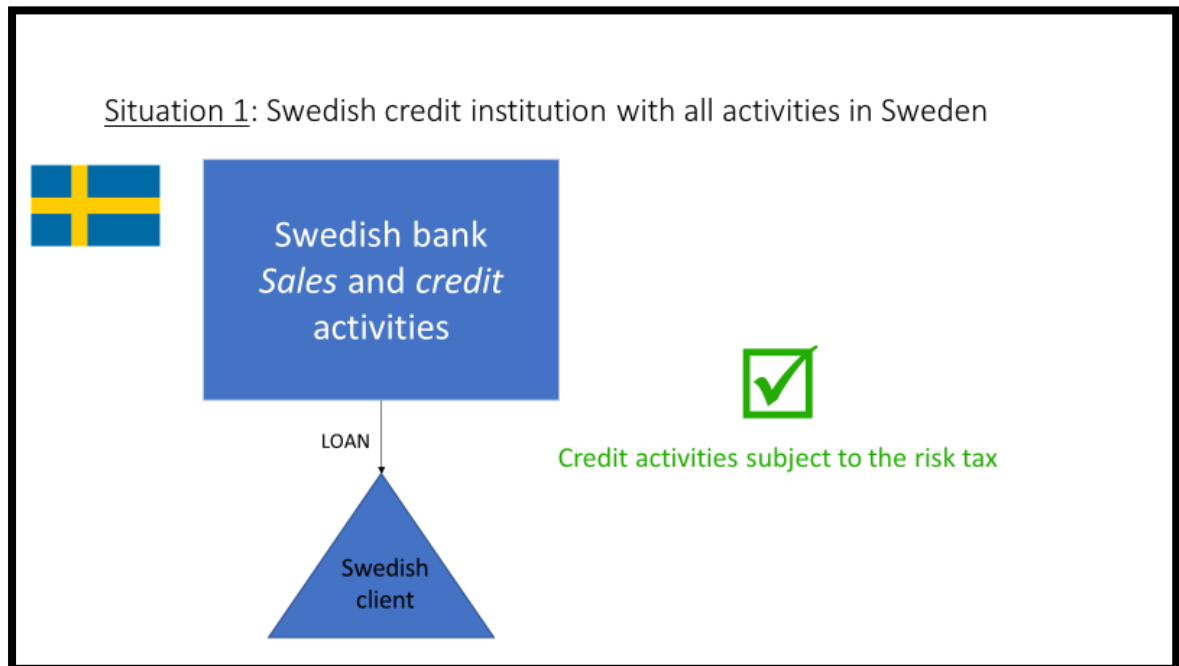 Situation 1: Swedish credit institution with all activities in Sweden
Swedish bank
Sales and credit
activities
LOAN
Credit activities subject to the risk tax
Swedish
client